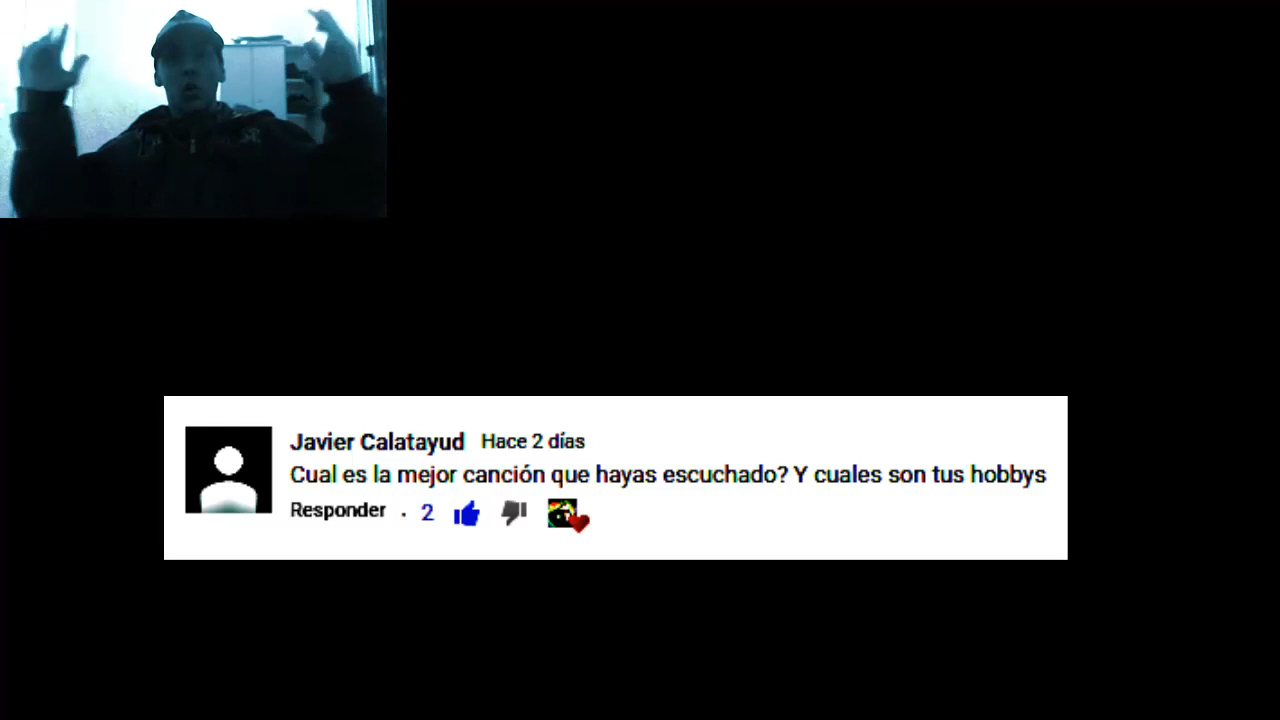 Javier Calatayud Hace 2 días
Cual es la mejor canción que hayas escuchado? Y cuales son tus hobbys
Responder . 2